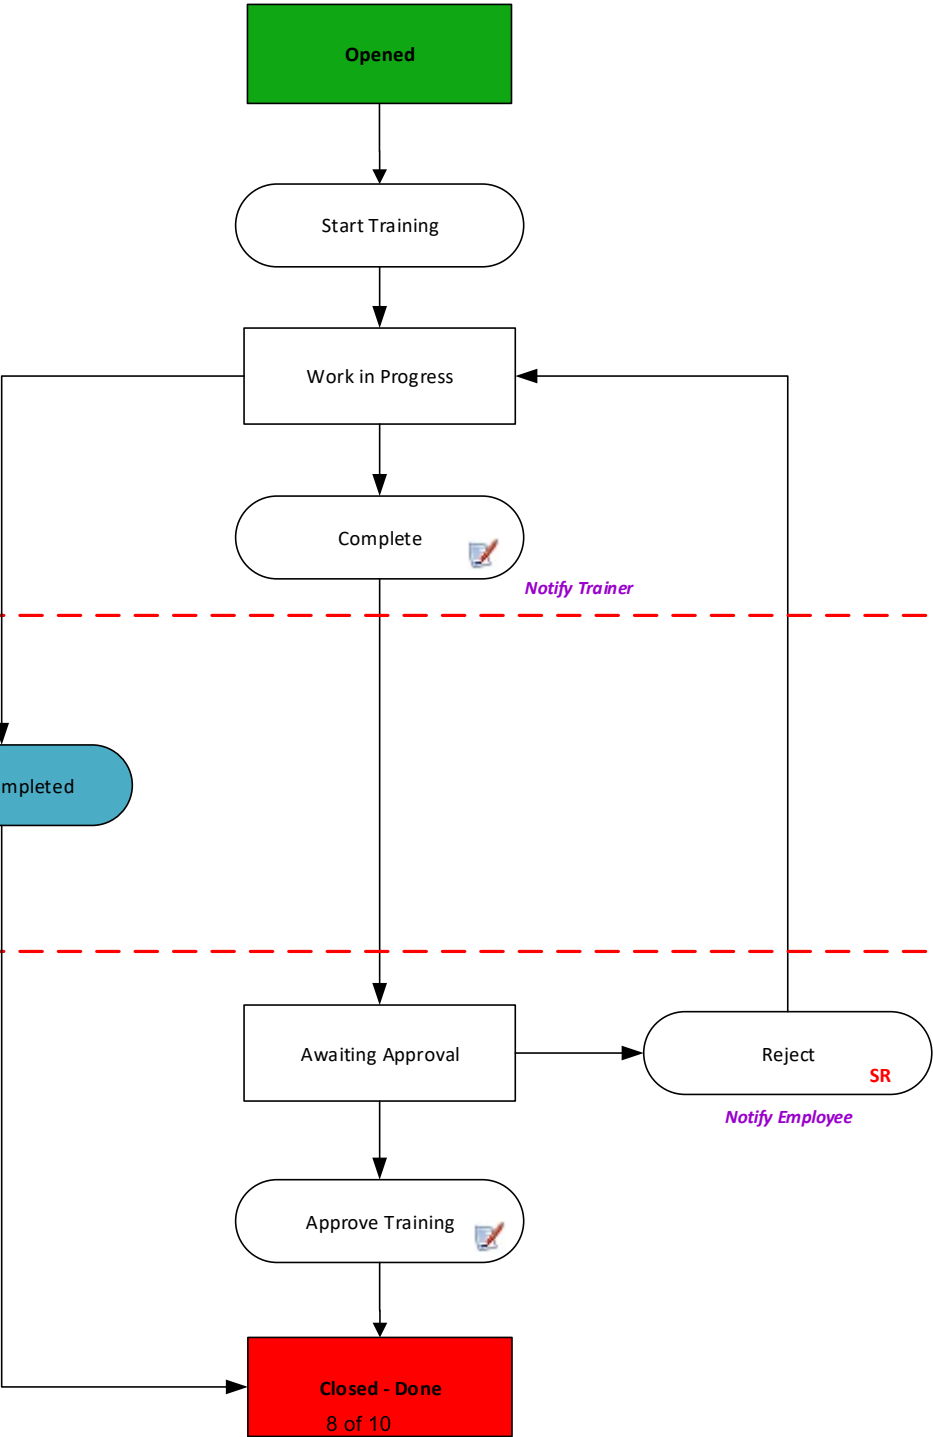 Opened
Start Training
Work in Progress
Complete
Notify Trainer
mpleted
Awaiting Approval
Reject
SR
Notify Employee
Approve Training
Closed - Done
8 of 10